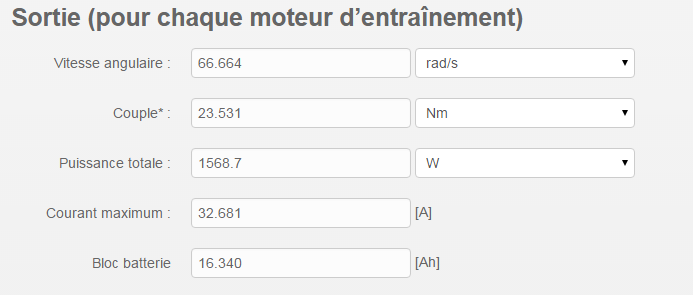 Sortie (pour chaque moteur d’entraînement)
Vitesse angulaire : 66.664 rad/s
Couple* : 23.531 Nm
Puissance totale : 1568.7 W
Courant maximum : 32.681 [A]
Bloc batterie 16.340 [Ah]